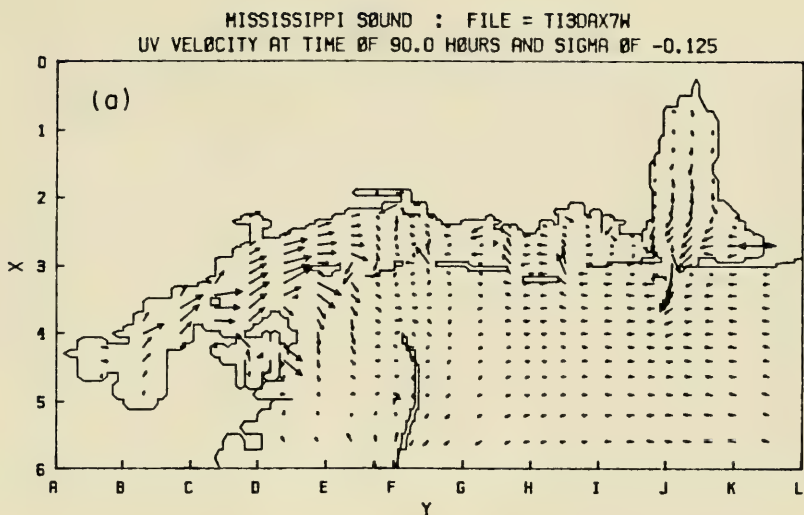 MISSISSIPPI SØUND : FILE = TI3DAX7W
UV VELØCITY AT TIME ØF 90.0 HØURS AND SIGMA ØF -0.125
(a)
0
1
2
3
4
5
6
X
A B C D E F G H I J K L
Y